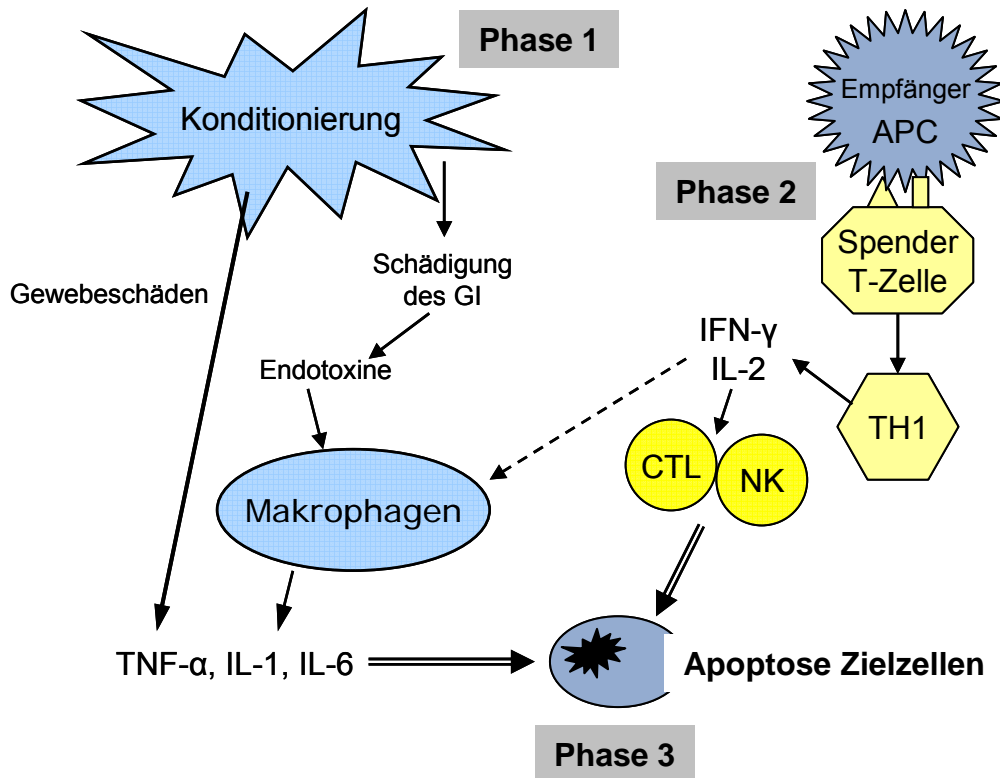 Phase 1
Konditionierung
Empfänger
APC
Phase 2
Spender
T-Zelle
Schädigung
des GI
Gewebeschäden
IFN-γ
IL-2
Endotoxine
TH1
CTL
NK
Makrophagen
TNF-α, IL-1, IL-6
Apoptose Zielzellen
Phase 3